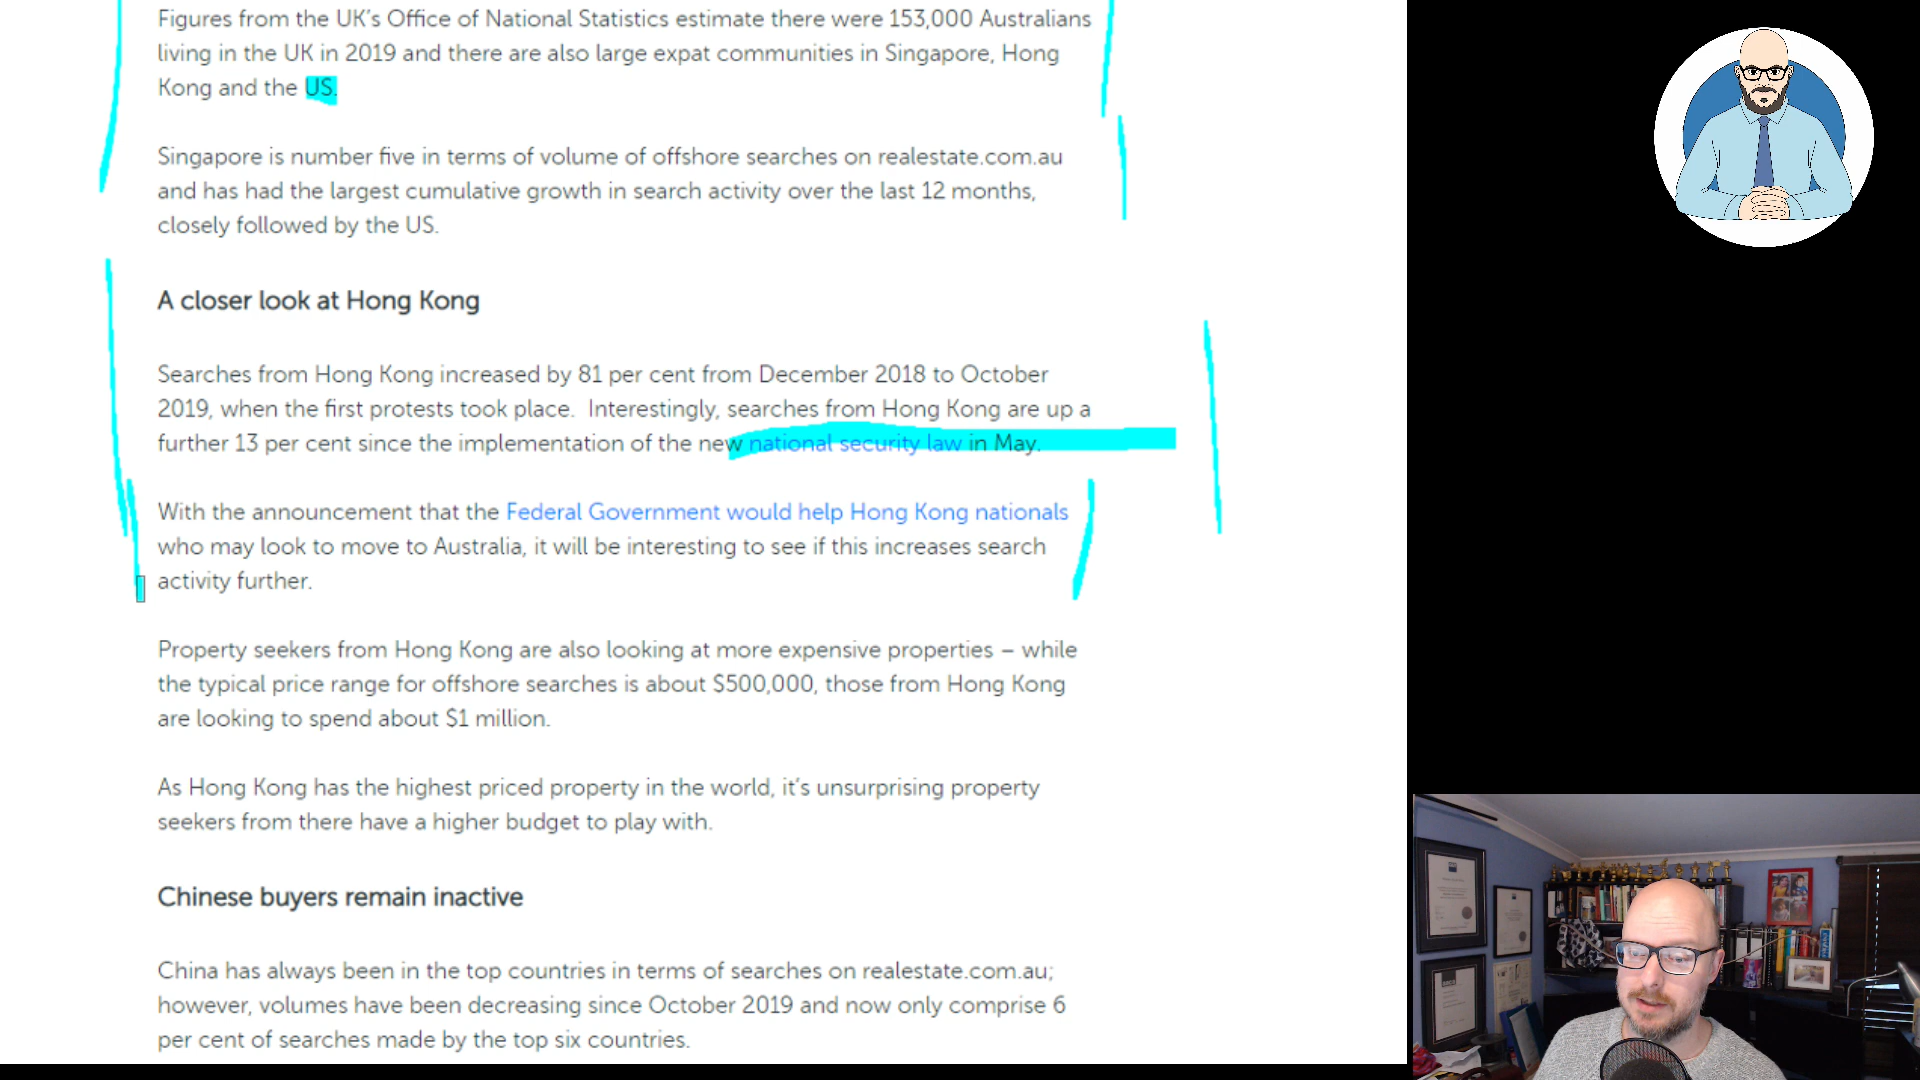 Figures from the UK's Office of National Statistics estimate there were 153,000 Australians
living in the UK in 2019 and there are also large expat communities in Singapore, Hong
Kong and the US.
Singapore is number five in terms of volume of offshore searches on realestate.com.au
and has had the largest cumulative growth in search activity over the last 12 months,
closely followed by the US.
A closer look at Hong Kong
Searches from Hong Kong increased by 81 per cent from December 2018 to October
2019, when the first protests took place.  Interestingly, searches from Hong Kong are up a
further 13 per cent since the implementation of the new national security law in May.
With the announcement that the Federal Government would help Hong Kong nationals
who may look to move to Australia, it will be interesting to see if this increases search
activity further.
Property seekers from Hong Kong are also looking at more expensive properties – while
the typical price range for offshore searches is about $500,000, those from Hong Kong
are looking to spend about $1 million.
As Hong Kong has the highest priced property in the world, it's unsurprising property
seekers from there have a higher budget to play with.
Chinese buyers remain inactive
China has always been in the top countries in terms of searches on realestate.com.au;
however, volumes have been decreasing since October 2019 and now only comprise 6
per cent of searches made by the top six countries.